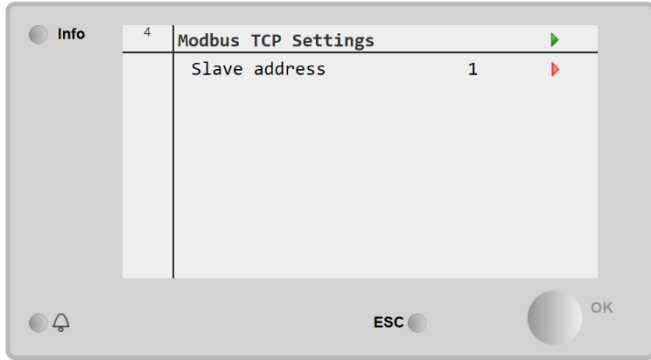 Info
4
Modbus TCP Settings
Slave address 1
ESC
OK